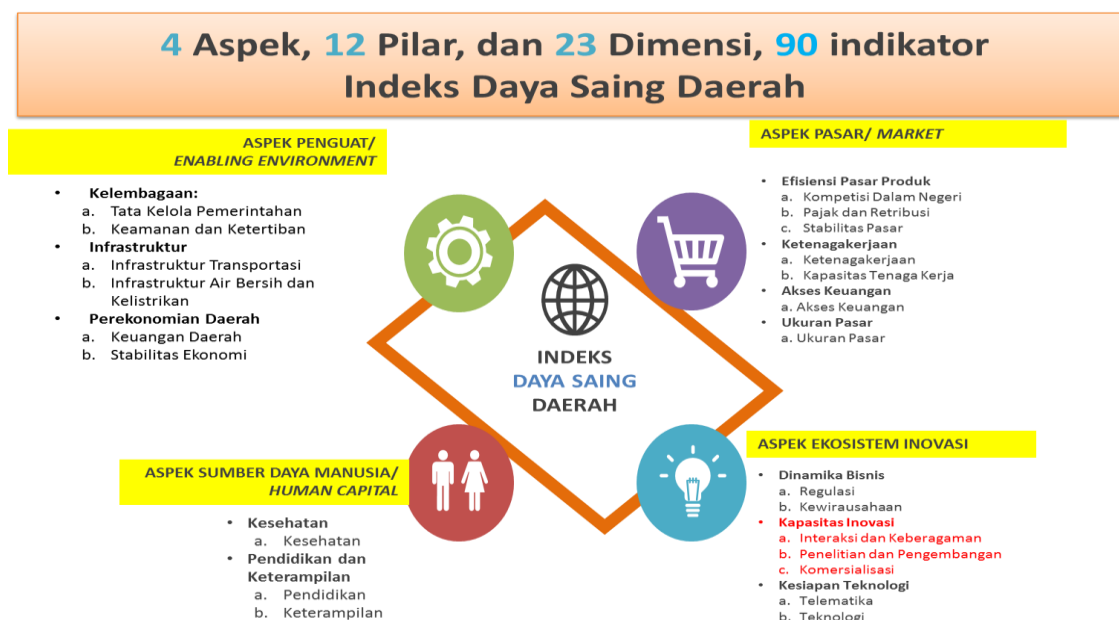 4 Aspek, 12 Pilar, dan 23 Dimensi, 90 indikator
Indeks Daya Saing Daerah
ASPEK PENGUAT/
ENABLING ENVIRONMENT
• Kelembagaan:
a. Tata Kelola Pemerintahan
b. Keamanan dan Ketertiban
• Infrastruktur
a. Infrastruktur Transportasi
b. Infrastruktur Air Bersih dan
Kelistrikan
• Perekonomian Daerah
a. Keuangan Daerah
b. Stabilitas Ekonomi
ASPEK PASAR/ MARKET
• Efisiensi Pasar Produk
a. Kompetisi Dalam Negeri
b. Pajak dan Retribusi
c. Stabilitas Pasar
• Ketenagakerjaan
a. Ketenagakerjaan
b. Kapasitas Tenaga Kerja
• Akses Keuangan
a. Akses Keuangan
• Ukuran Pasar
a. Ukuran Pasar
INDEKS
DAYA SAING
DAERAH
ASPEK SUMBER DAYA MANUSIA/
HUMAN CAPITAL
• Kesehatan
a. Kesehatan
• Pendidikan dan
Keterampilan
a. Pendidikan
b. Keterampilan
ASPEK EKOSISTEM INOVASI
• Dinamika Bisnis
a. Regulasi
b. Kewirausahaan
• Kapasitas Inovasi
a. Interaksi dan Keberagaman
b. Penelitian dan Pengembangan
c. Komersialisasi
• Kesiapan Teknologi
a. Telematika
b. Teknologi